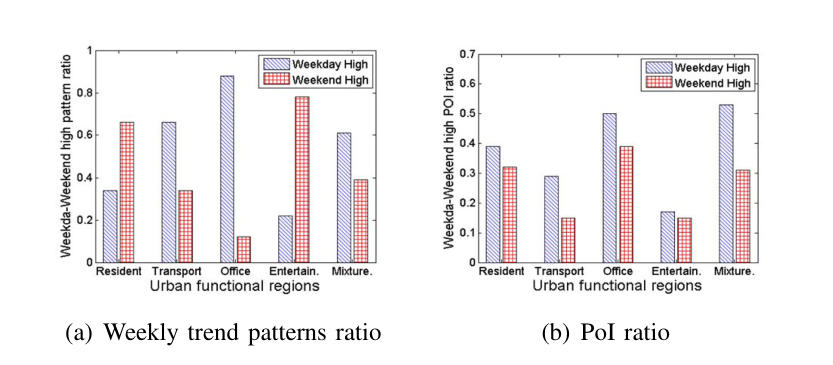 Weekda-Weekend high pattern ratio
1
0.8
0.6
0.4
0.2
0
Weekday High
Weekend High
Resident Transport Office Entertain. Mixture.
Urban functional regions
(a) Weekly trend patterns ratio
Weekda-Weekend high POI ratio
0.7
0.6
0.5
0.4
0.3
0.2
0.1
0
Weekday High
Weekend High
Resident Transport Office Entertain. Mixture.
Urban functional regions
(b) PoI ratio